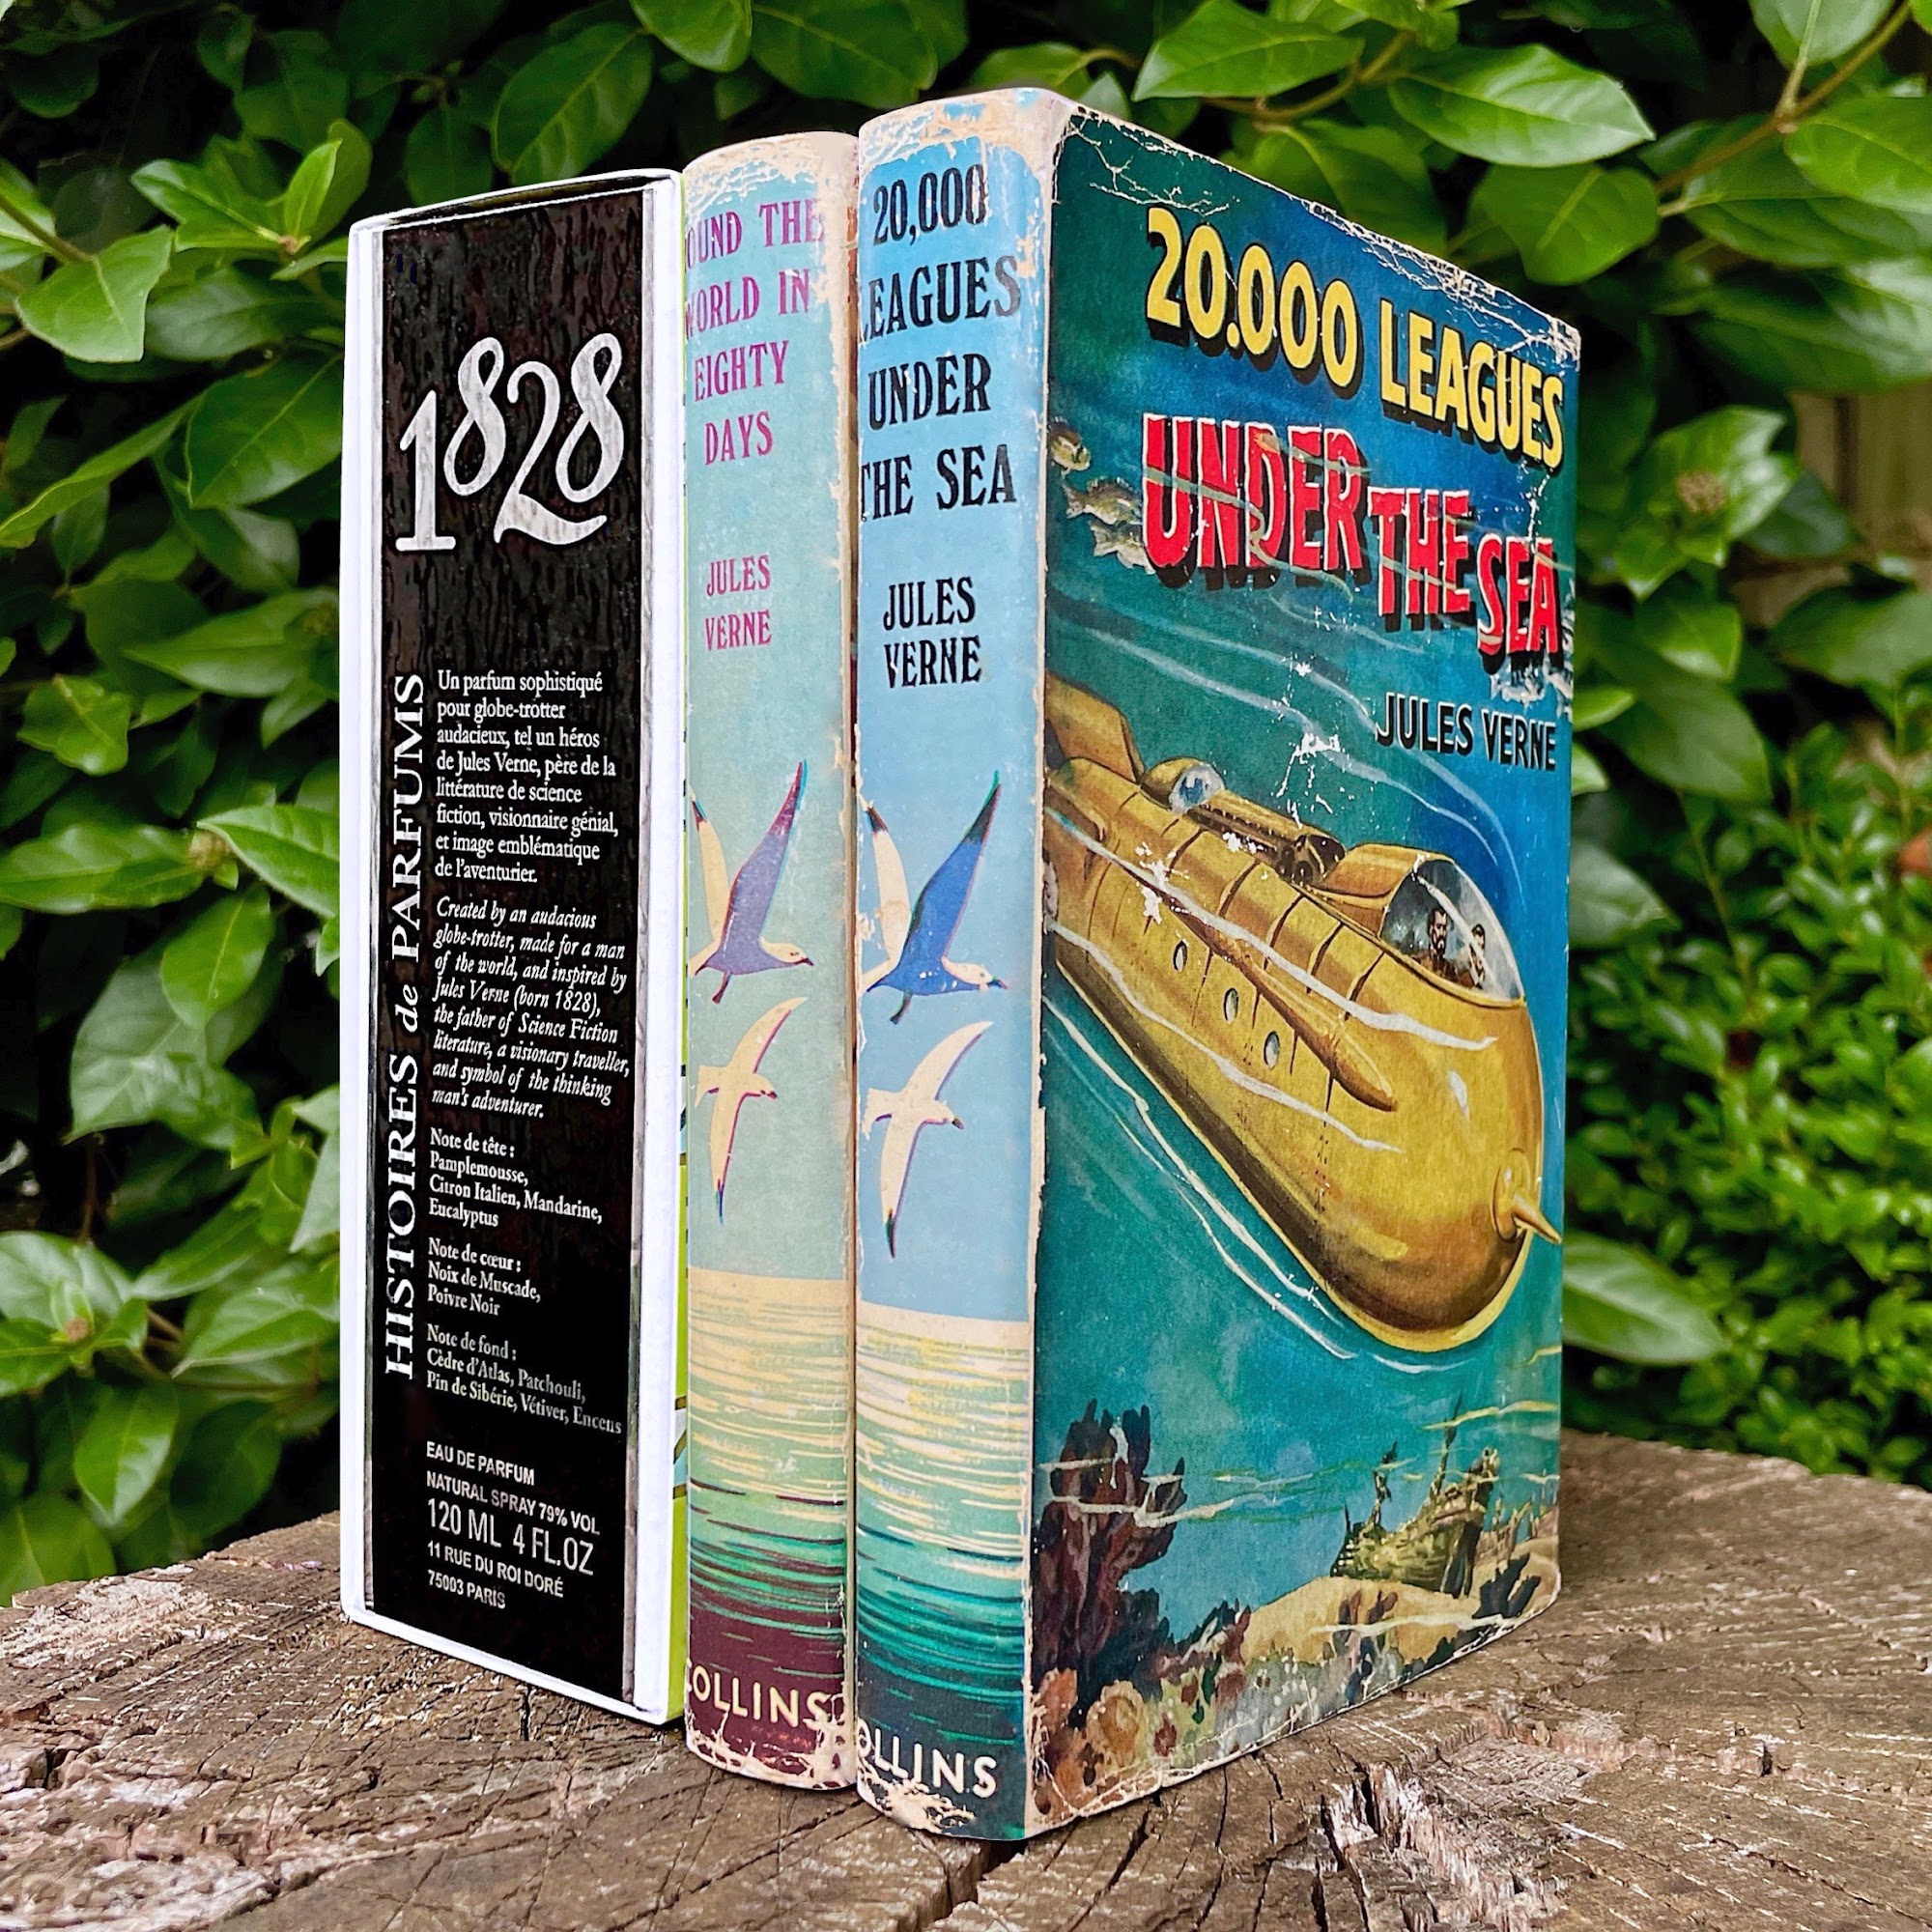 1828
HISTOIRES de PARFUMS
Un parfum sophistiqué
pour globe-trotter
audacieux, tel un héros
de Jules Verne, père de la
littérature de science
fiction, visionnaire génial,
et image emblématique
de l'aventurier.
Created by an audacious
globe-trotter, made for a man
of the world, and inspired by
Jules Verne (born 1828),
the father of Science Fiction
literature, a visionary traveller,
and symbol of the thinking
man's adventurer.
Note de tête :
Pamplemousse,
Citron Italien, Mandarine,
Eucalyptus
Note de cœur :
Noix de Muscade,
Poivre Noir
Note de fond :
Cèdre d'Atlas, Patchouli,
Pin de Sibérie, Vétiver, Encens
EAU DE PARFUM
NATURAL SPRAY 79% VOL
120 ML 4 FL.OZ
11 RUE DU ROI DORÉ
75003 PARIS
OUND THE
WORLD IN
EIGHTY
DAYS
JULES
VERNE
COLLINS
20,000
LEAGUES
UNDER
THE SEA
JULES
VERNE
COLLINS
20.000 LEAGUES
UNDER THE SEA
JULES VERNE